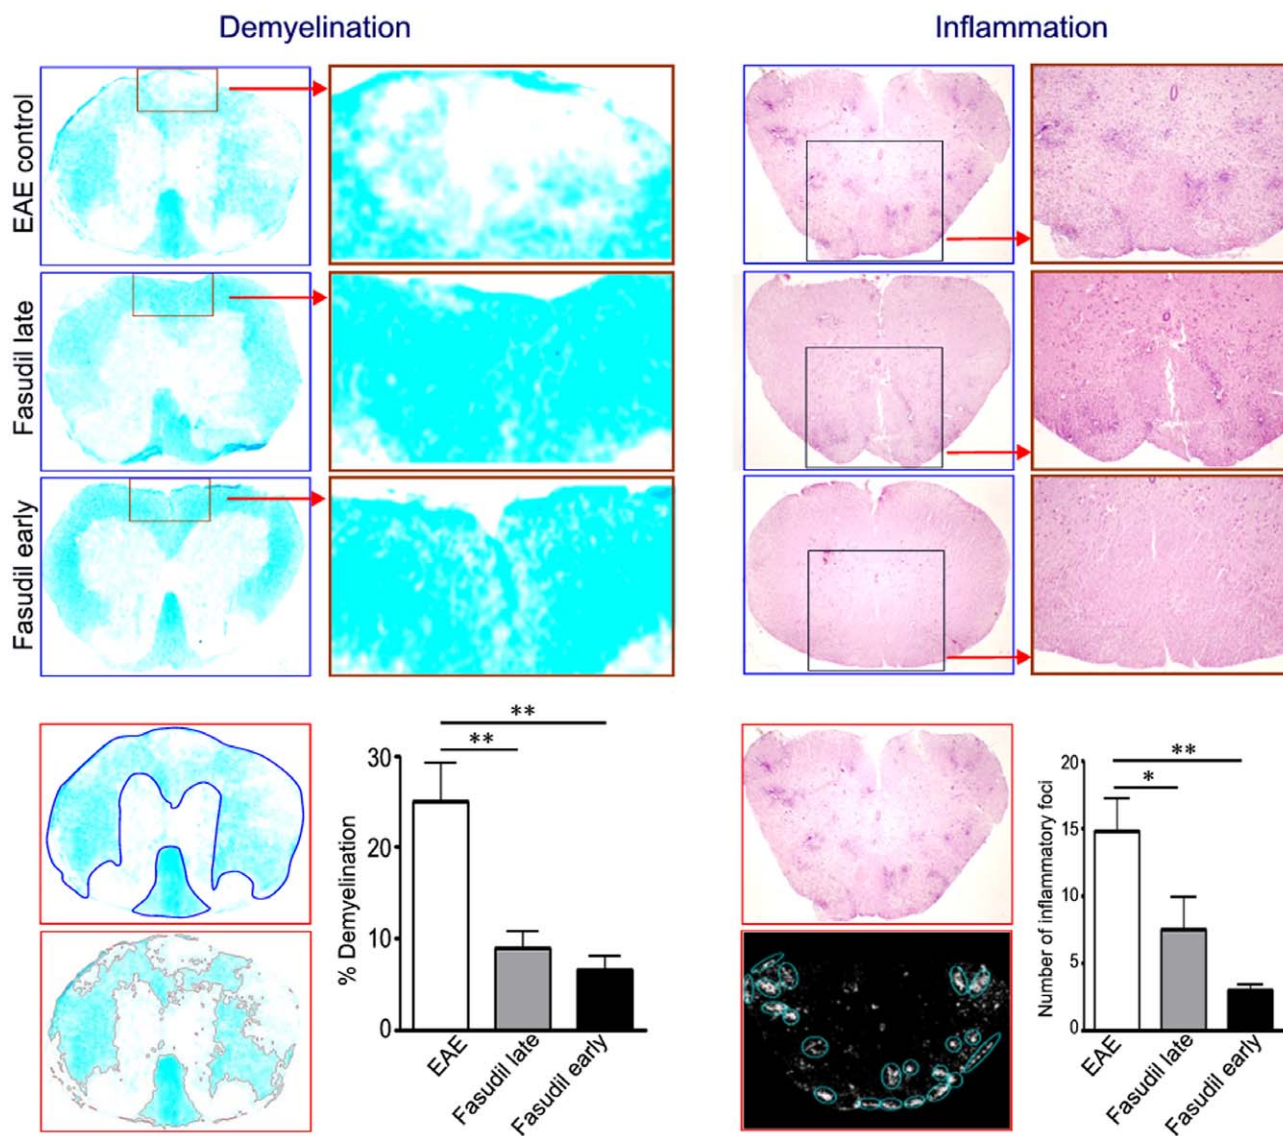 Demyelination
Inflammation
EAE control
Fasudil late
Fasudil early
**
**
30
20
10
0
% Demyelination
EAE
Fasudil late
Fasudil early
**
*
20
15
10
5
0
Number of inflammatory foci
EAE
Fasudil late
Fasudil early